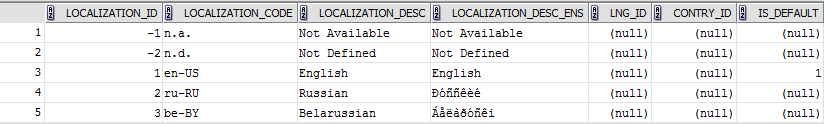 LOCALIZATION_ID LOCALIZATION_CODE LOCALIZATION_DESC LOCALIZATION_DESC_ENS LNG_ID CONTRY_ID IS_DEFAULT
1 -1 n.a. Not Available Not Available (null) (null) (null)
2 -2 n.d. Not Defined Not Defined (null) (null) (null)
3 1 en-US English English (null) (null) 1
4 2 ru-RU Russian Ðóññêèé (null) (null) (null)
5 3 be-BY Belarussian Áåëàðóñêi (null) (null) (null)